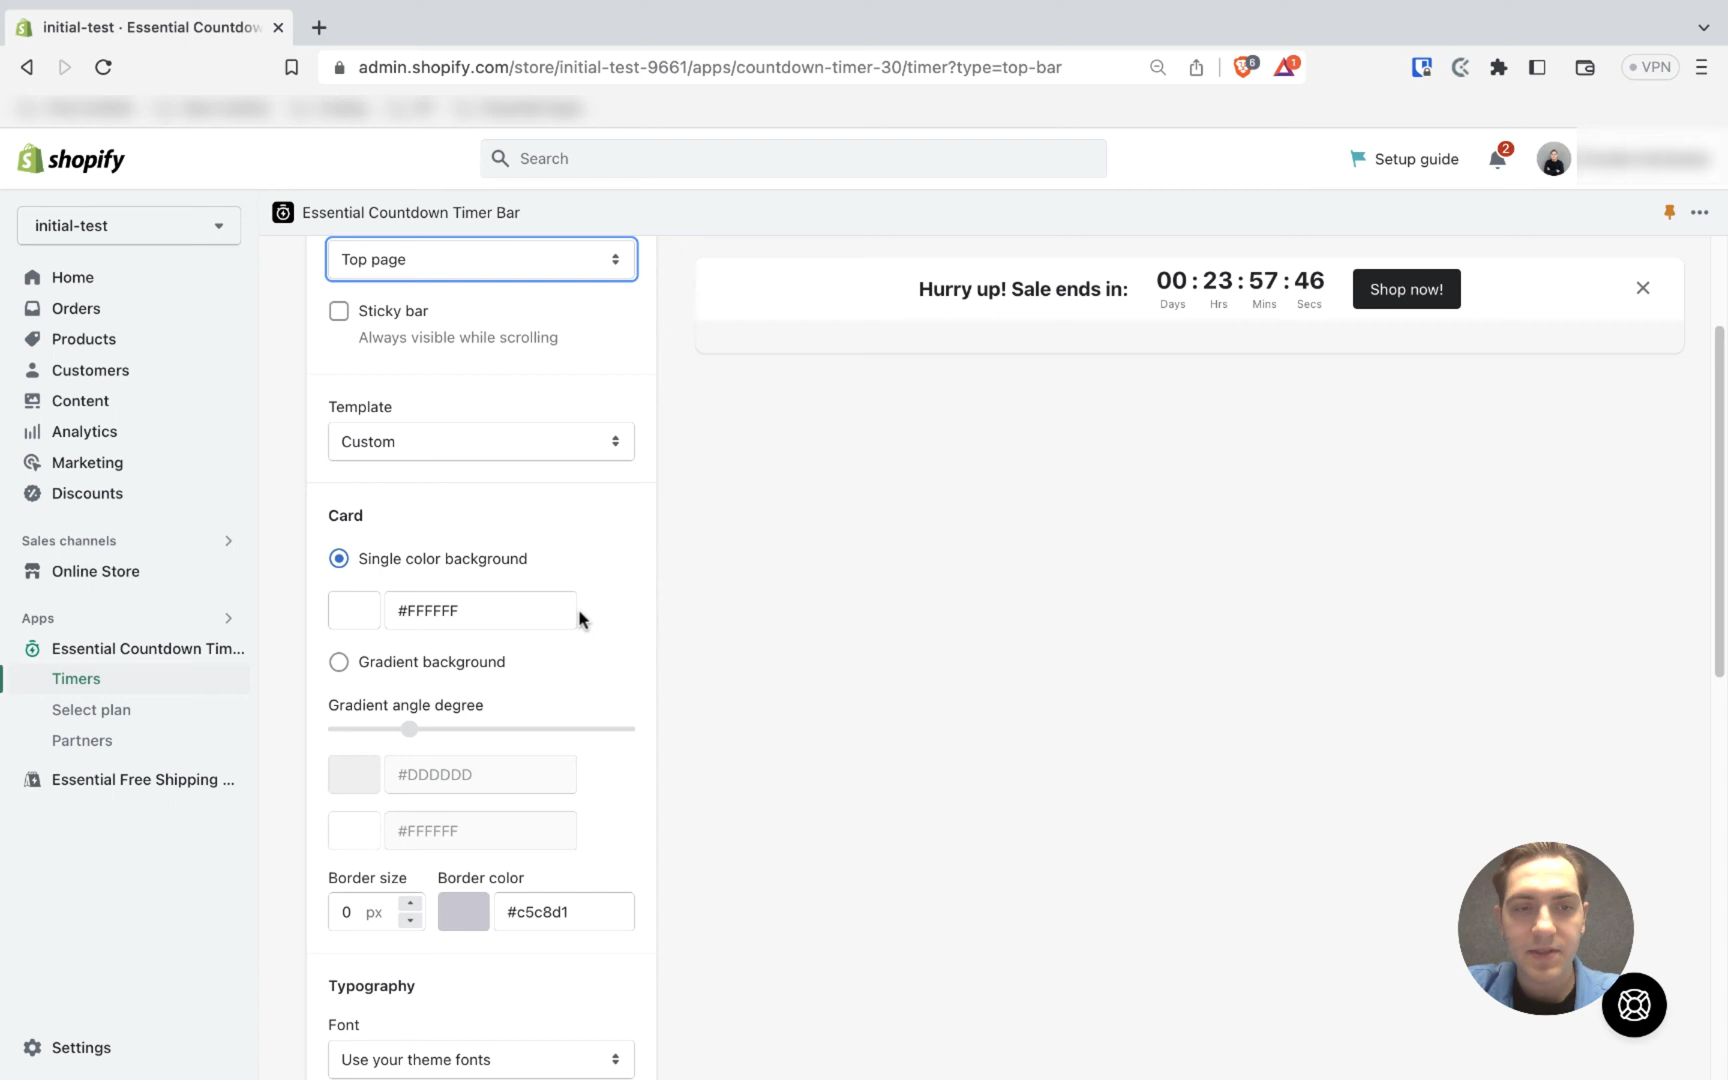 initial-test · Essential Countdow
admin.shopify.com/store/initial-test-9661/apps/countdown-timer-30/timer?type=top-bar
6
1
VPN
shopify
Search
Setup guide
2
initial-test
Essential Countdown Timer Bar
Home
Orders
Products
Customers
Content
Analytics
Marketing
Discounts
Sales channels
Online Store
Apps
Essential Countdown Tim...
Timers
Select plan
Partners
Essential Free Shipping ...
Settings
Top page
Sticky bar
Always visible while scrolling
Template
Custom
Card
Single color background
#FFFFFF
Gradient background
Gradient angle degree
#DDDDDD
#FFFFFF
Border size
Border color
0 px
#c5c8d1
Typography
Font
Use your theme fonts
Hurry up! Sale ends in:
00 : 23 : 57 : 46
Days Hrs Mins Secs
Shop now!